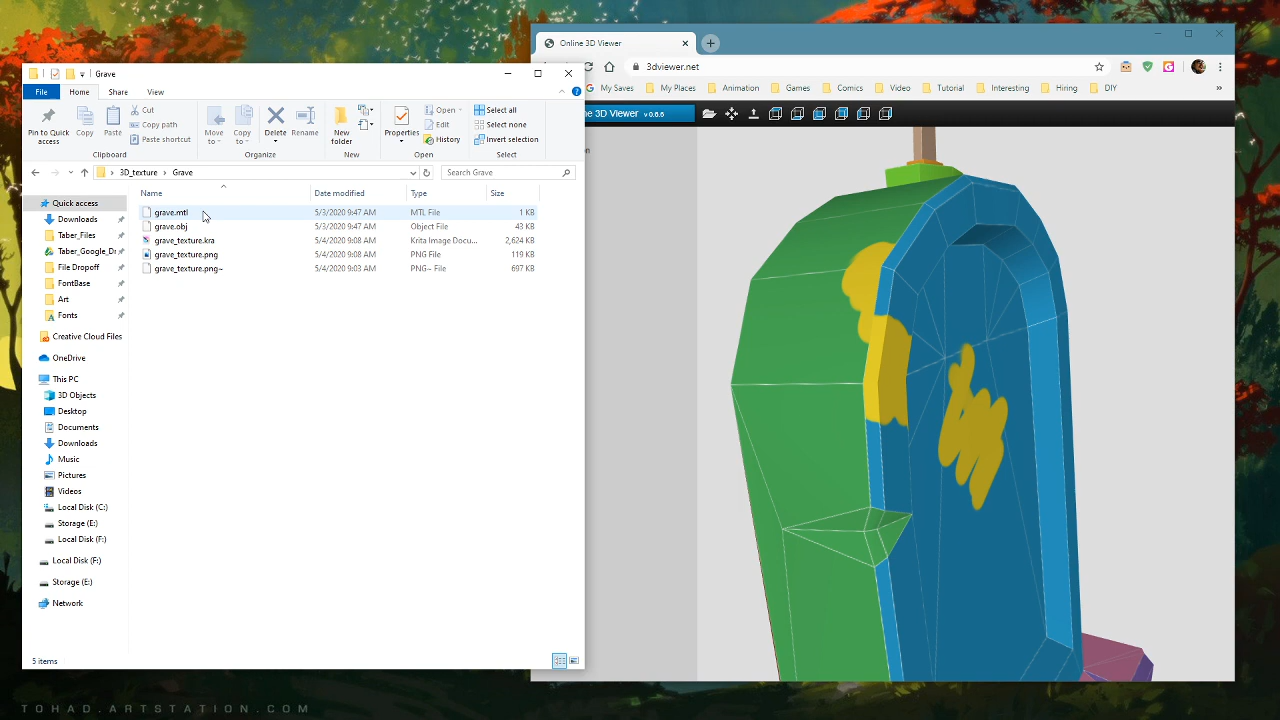 Online 3D Viewer
3dviewer.net
My Saves
My Places
Animation
Games
Comics
Video
Tutorial
Interesting
Hiring
DIY
»
ne 3D Viewer v 0.6.6
on
Grave
File
Home
Share
View
Pin to Quick
access
Copy
Paste
Cut
Copy path
Paste shortcut
Clipboard
Move
to
Copy
to
Delete
Rename
Organize
New
folder
New
Properties
Open
Edit
History
Open
Select all
Select none
Invert selection
Select
3D_texture › Grave
Search Grave
Name
Date modified
Type
Size
grave.mtl 5/3/2020 9:47 AM MTL File 1 KB
grave.obj 5/3/2020 9:47 AM Object File 43 KB
grave_texture.kra 5/4/2020 9:08 AM Krita Image Docu... 2,624 KB
grave_texture.png 5/4/2020 9:08 AM PNG File 119 KB
grave_texture.png~ 5/4/2020 9:03 AM PNG~ File 697 KB
Quick access
Downloads
Taber_Files
Taber_Google_Dr
File Dropoff
FontBase
Art
Fonts
Creative Cloud Files
OneDrive
This PC
3D Objects
Desktop
Documents
Downloads
Music
Pictures
Videos
Local Disk (C:)
Storage (E:)
Local Disk (F:)
Local Disk (F:)
Storage (E:)
Network
5 items
TOHAD.ARTSTATION.COM